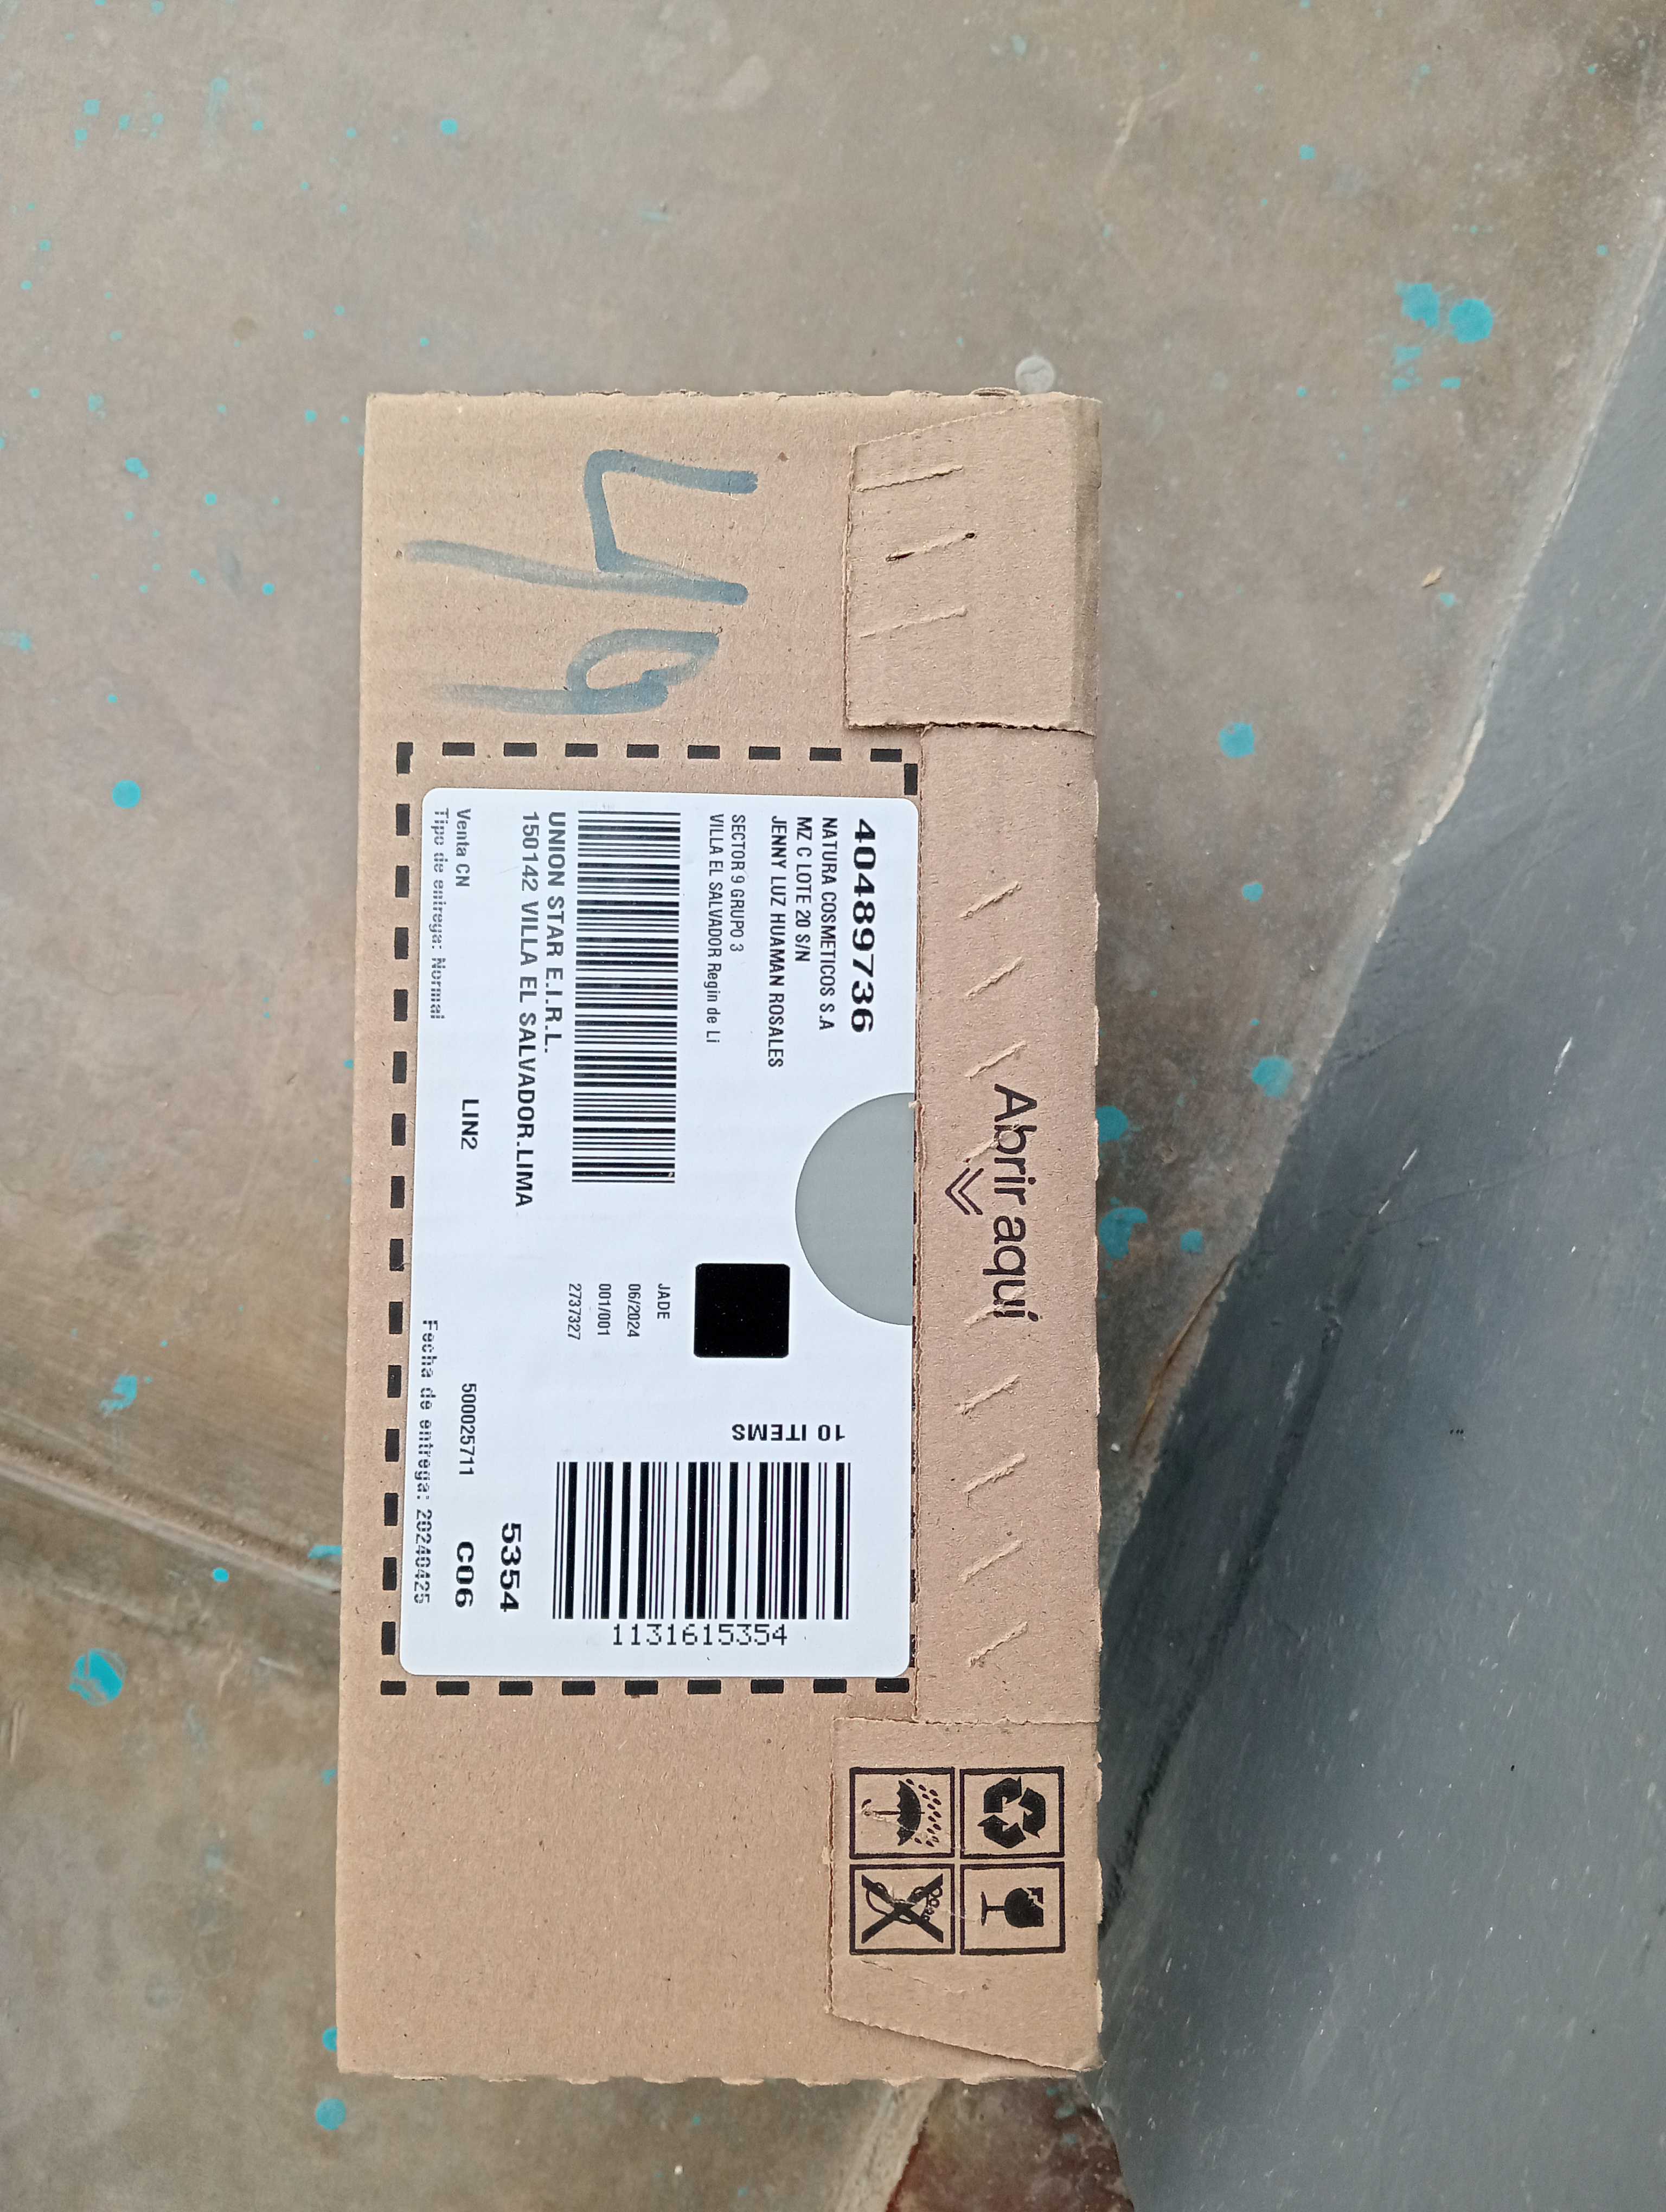 49
Abrir aquí
404897736
NATURA COSMETICOS S.A
MZ C LOTE 20 S/N
JENNY LUZ HUAMAN ROSALES
SECTOR 9 GRUPO 3
VILLA EL SALVADOR Regin de Li
JADE
06/2024
001/001
2737327
10 ITEMS
1131615354
UNION STAR E.I.R.L.
150142 VILLA EL SALVADOR.LIMA
5354
Venta CN LIN2 500025711 C06
Tipo de entrega: Normal Fecha de entrega: 20240425